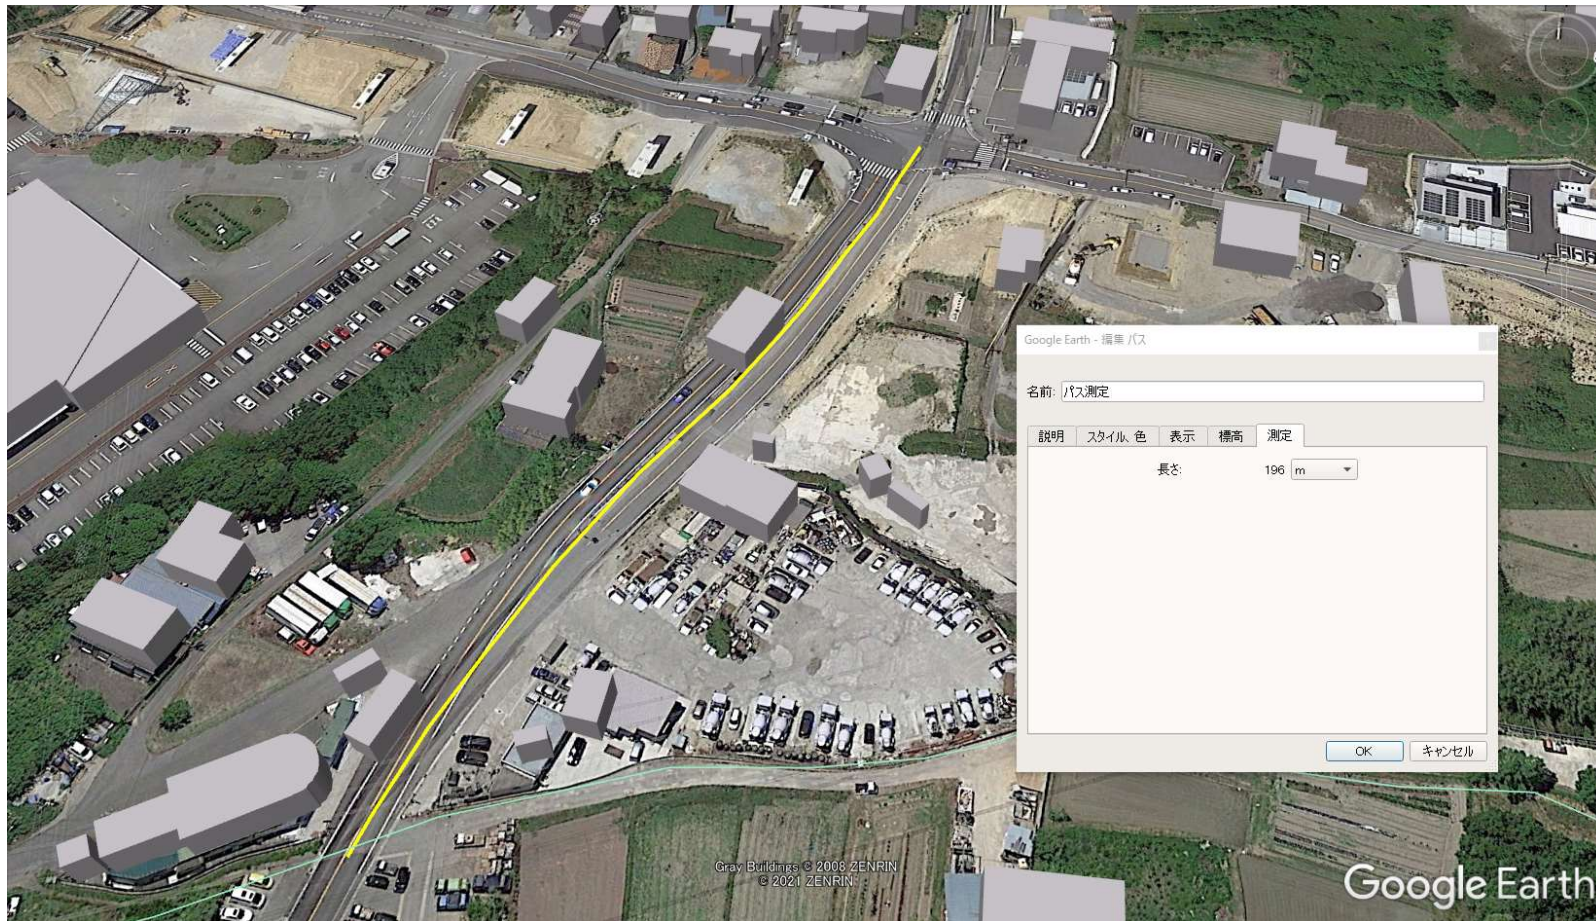 Google Earth - 編集 パス
名前: パス測定
説明 スタイル、色 表示 標高 測定
長さ: 196 m
OK キャンセル
Gray Buildings © 2008 ZENRIN
© 2021 ZENRIN
Google Earth